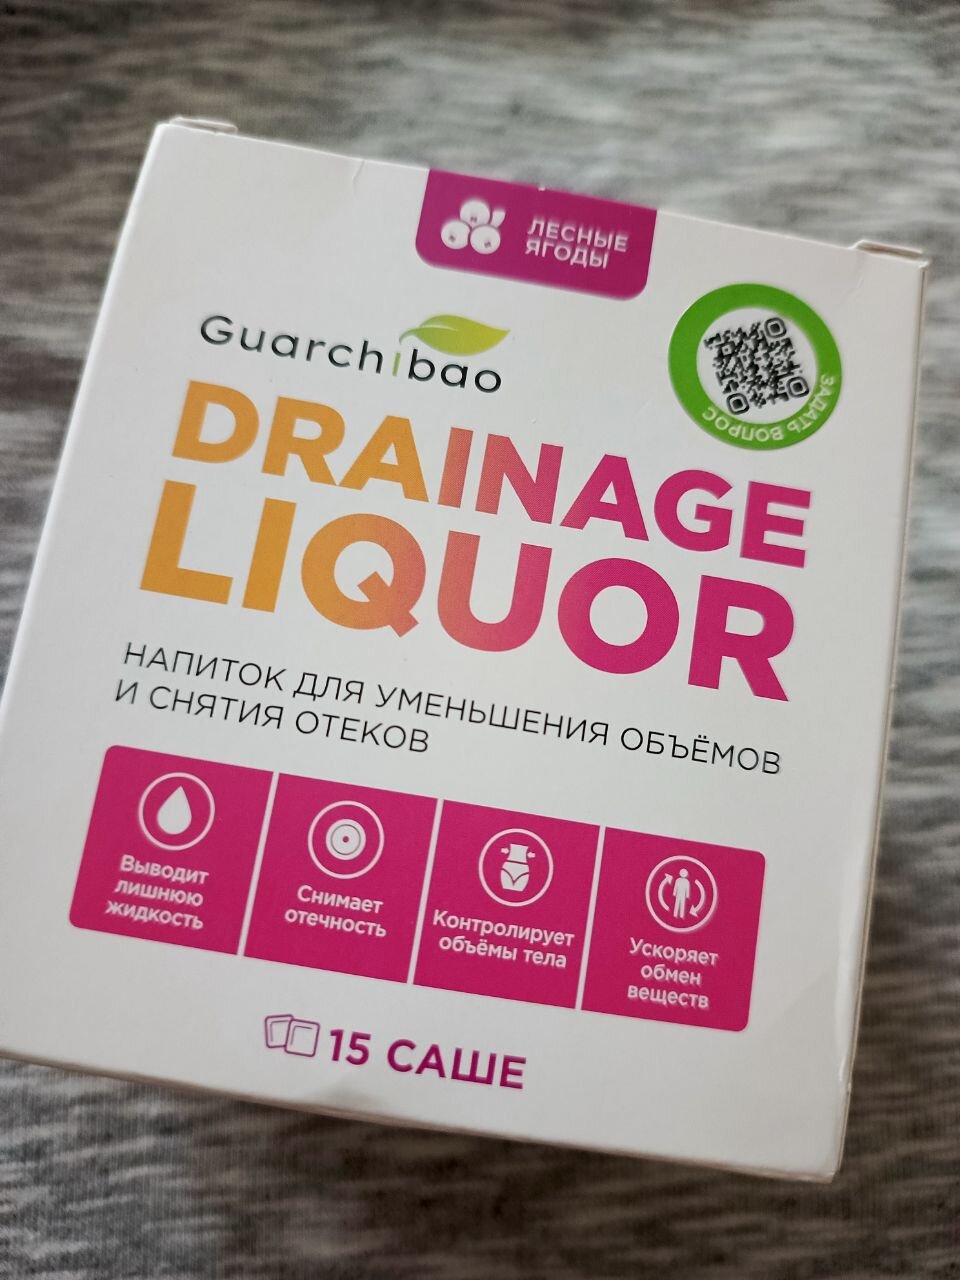 ЛЕСНЫЕ
ЯГОДЫ
Guarchibao
ЗАДАТЬ ВОПРОС
DRAINAGE
LIQUOR
НАПИТОК ДЛЯ УМЕНЬШЕНИЯ ОБЪЁМОВ
И СНЯТИЯ ОТЕКОВ
Выводит
лишнюю
жидкость
Снимает
отечность
Контролирует
объёмы тела
Ускоряет
обмен
веществ
15 САШЕ